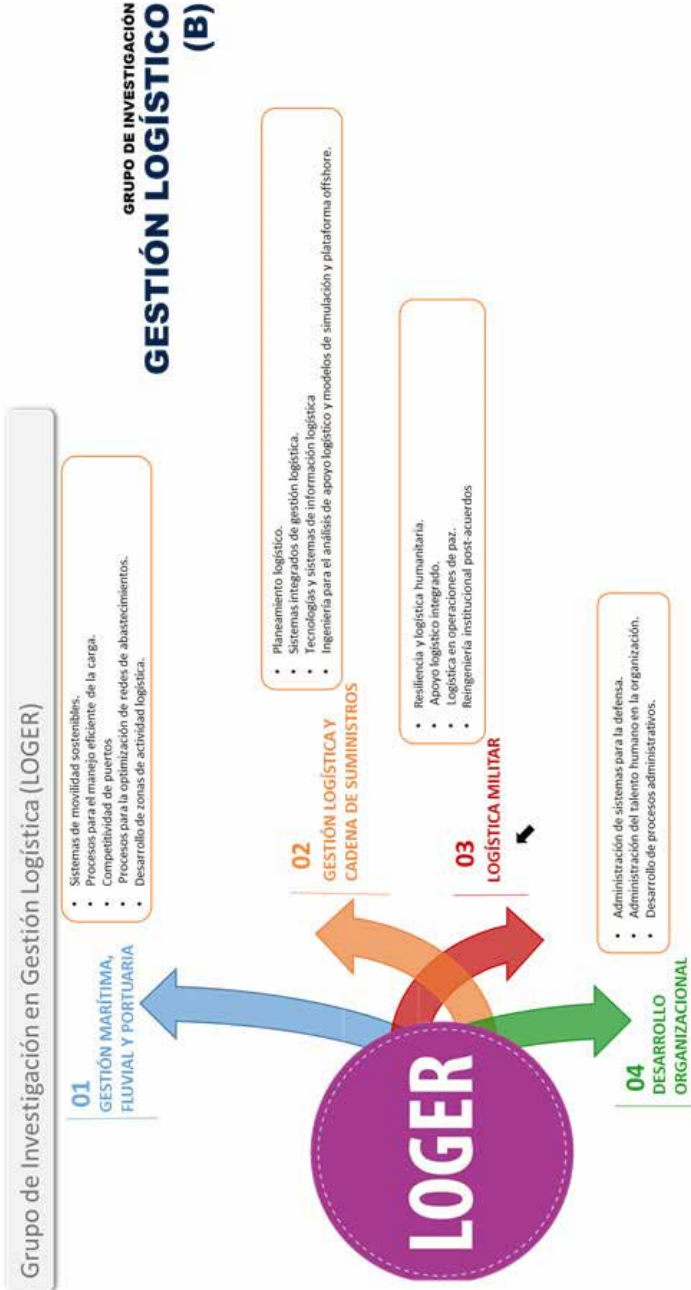 Grupo de Investigación en Gestión Logística (LOGER)
GRUPO DE INVESTIGACIÓN
GESTIÓN LOGÍSTICO
(B)
LOGER
01
GESTIÓN MARÍTIMA,
FLUVIAL Y PORTUARIA
• Sistemas de movilidad sostenibles.
• Procesos para el manejo eficiente de la carga.
• Competitividad de puertos
• Procesos para la optimización de redes de abastecimientos.
• Desarrollo de zonas de actividad logística.
02
GESTIÓN LOGÍSTICA Y
CADENA DE SUMINISTROS
• Planeamiento logístico.
• Sistemas integrados de gestión logística.
• Tecnologías y sistemas de información logística
• Ingeniería para el análisis de apoyo logístico y modelos de simulación y plataforma offshore.
03
LOGÍSTICA MILITAR
• Resiliencia y logística humanitaria.
• Apoyo logístico integrado.
• Logística en operaciones de paz.
• Reingeniería institucional post-acuerdos
04
DESARROLLO
ORGANIZACIONAL
• Administración de sistemas para la defensa.
• Administración del talento humano en la organización.
• Desarrollo de procesos administrativos.